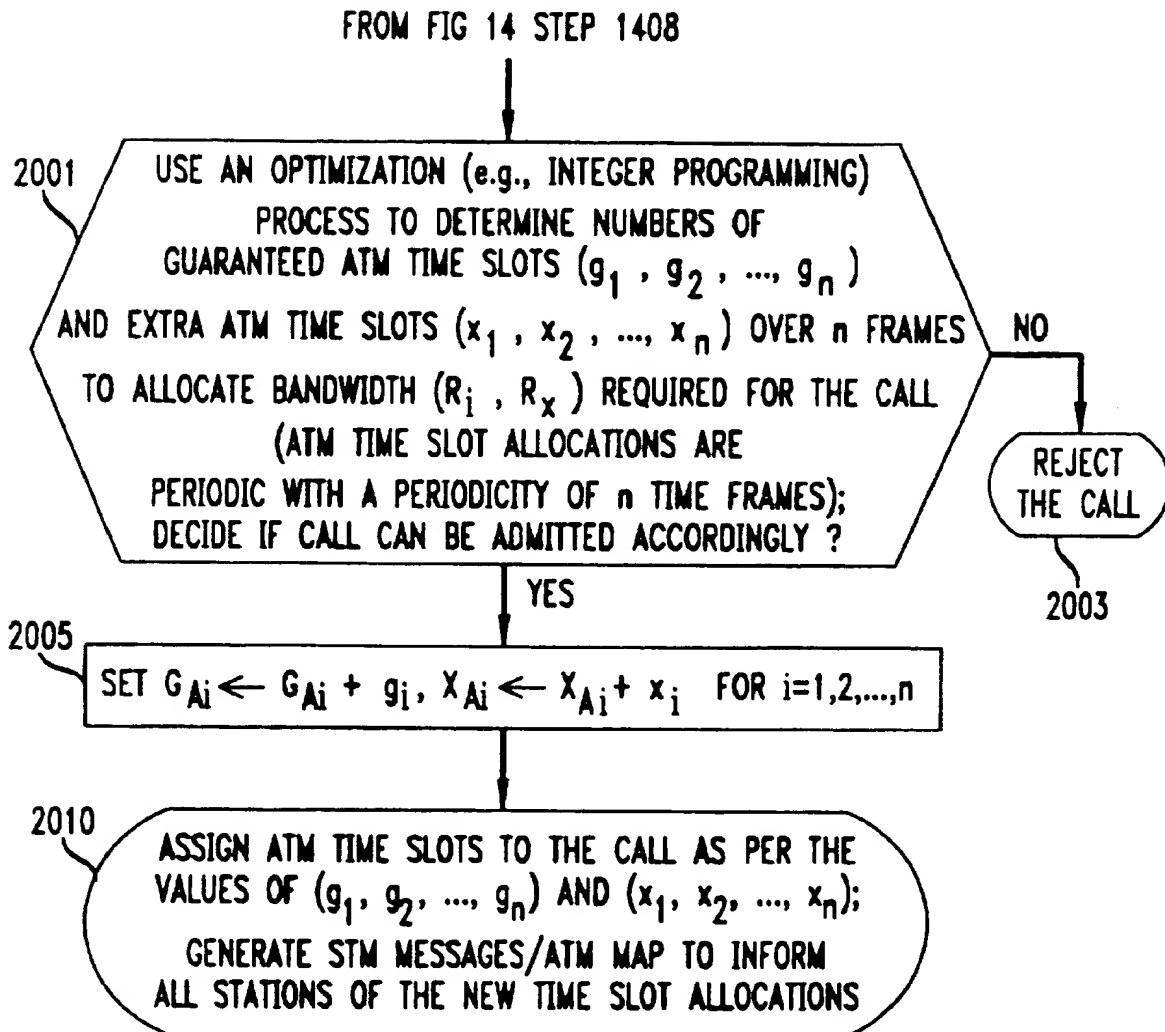 FROM FIG 14 STEP 1408
2001
USE AN OPTIMIZATION (e.g., INTEGER PROGRAMMING)
PROCESS TO DETERMINE NUMBERS OF
GUARANTEED ATM TIME SLOTS (g1 , g2 , ..., gn )
AND EXTRA ATM TIME SLOTS (x1 , x2 , ..., xn ) OVER n FRAMES
TO ALLOCATE BANDWIDTH (Ri , Rx ) REQUIRED FOR THE CALL
(ATM TIME SLOT ALLOCATIONS ARE
PERIODIC WITH A PERIODICITY OF n TIME FRAMES);
DECIDE IF CALL CAN BE ADMITTED ACCORDINGLY ?
NO
REJECT
THE CALL
2003
YES
2005
SET GAi ← GAi + gi, XAi ← XAi + xi FOR i=1,2,...,n
2010
ASSIGN ATM TIME SLOTS TO THE CALL AS PER THE
VALUES OF (g1, g2, ..., gn) AND (x1, x2, ..., xn);
GENERATE STM MESSAGES/ATM MAP TO INFORM
ALL STATIONS OF THE NEW TIME SLOT ALLOCATIONS